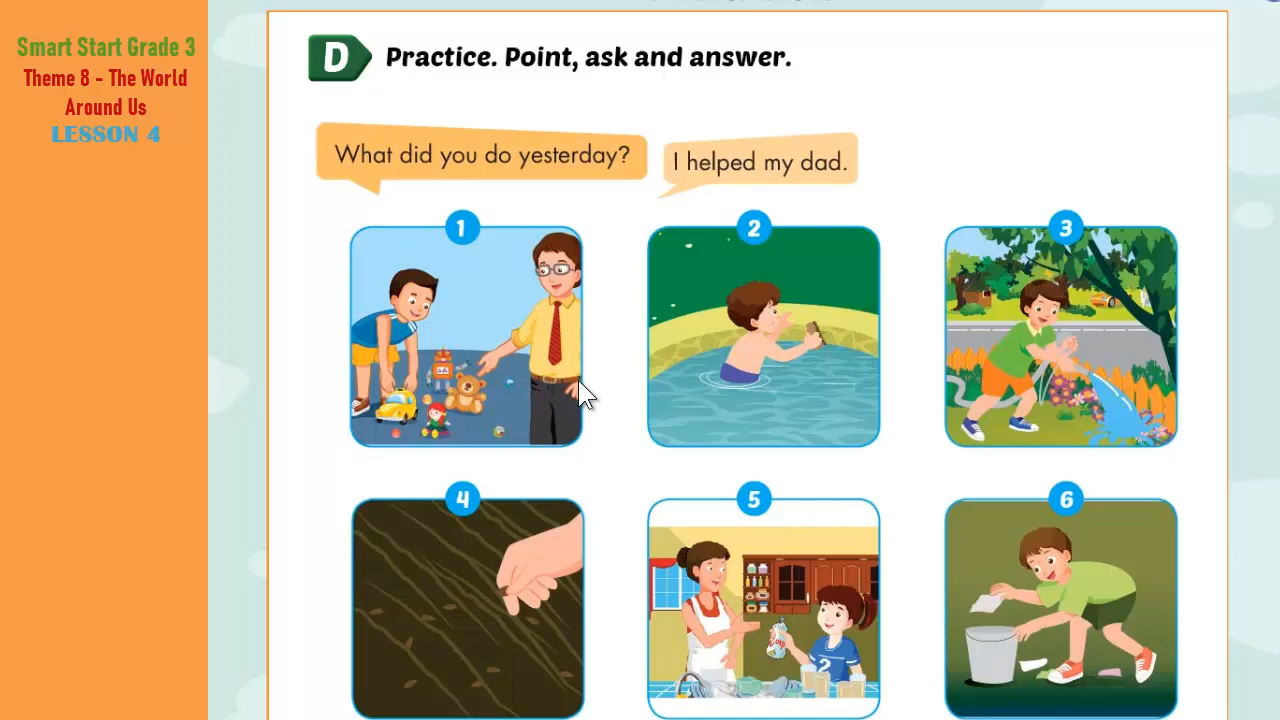 Smart Start Grade 3
Theme 8 - The World
Around Us
LESSON 4
D Practice. Point, ask and answer.
What did you do yesterday?
I helped my dad.
1
2
3
4
5
6
2